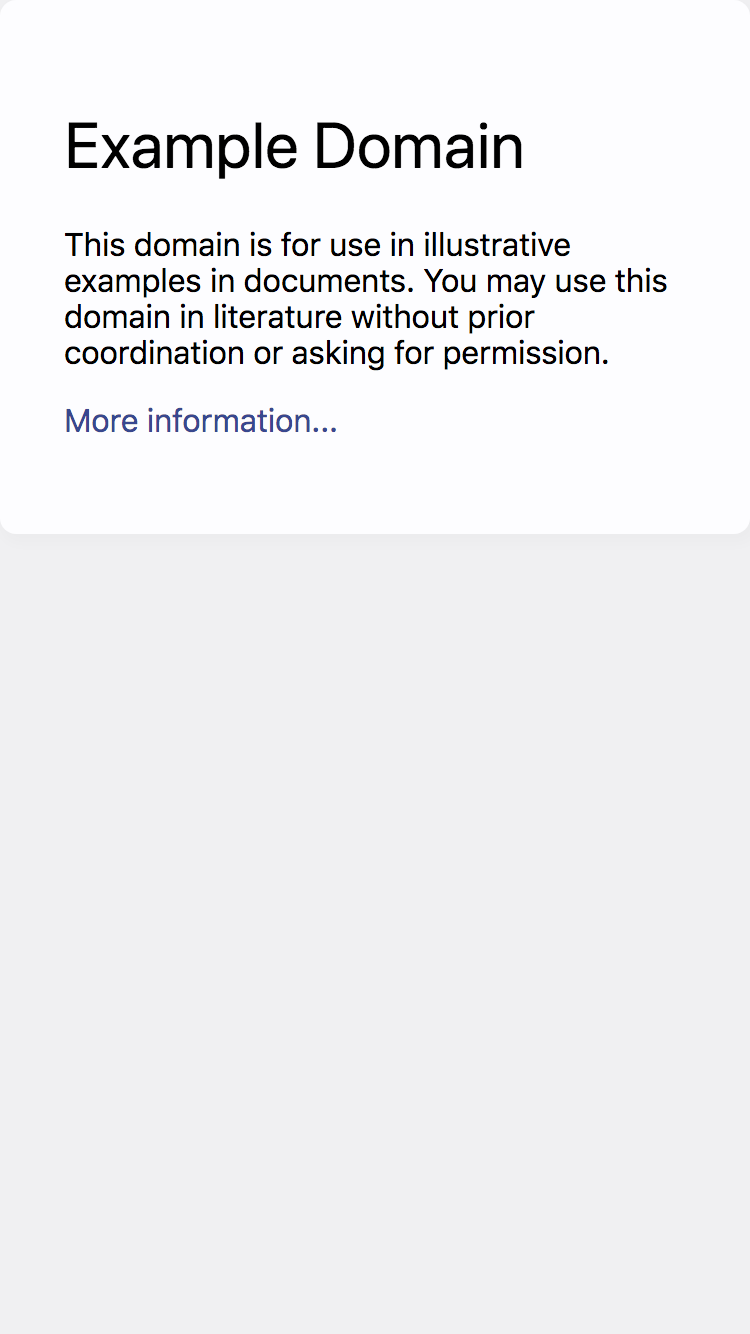 Example Domain
This domain is for use in illustrative
examples in documents. You may use this
domain in literature without prior
coordination or asking for permission.
More information...